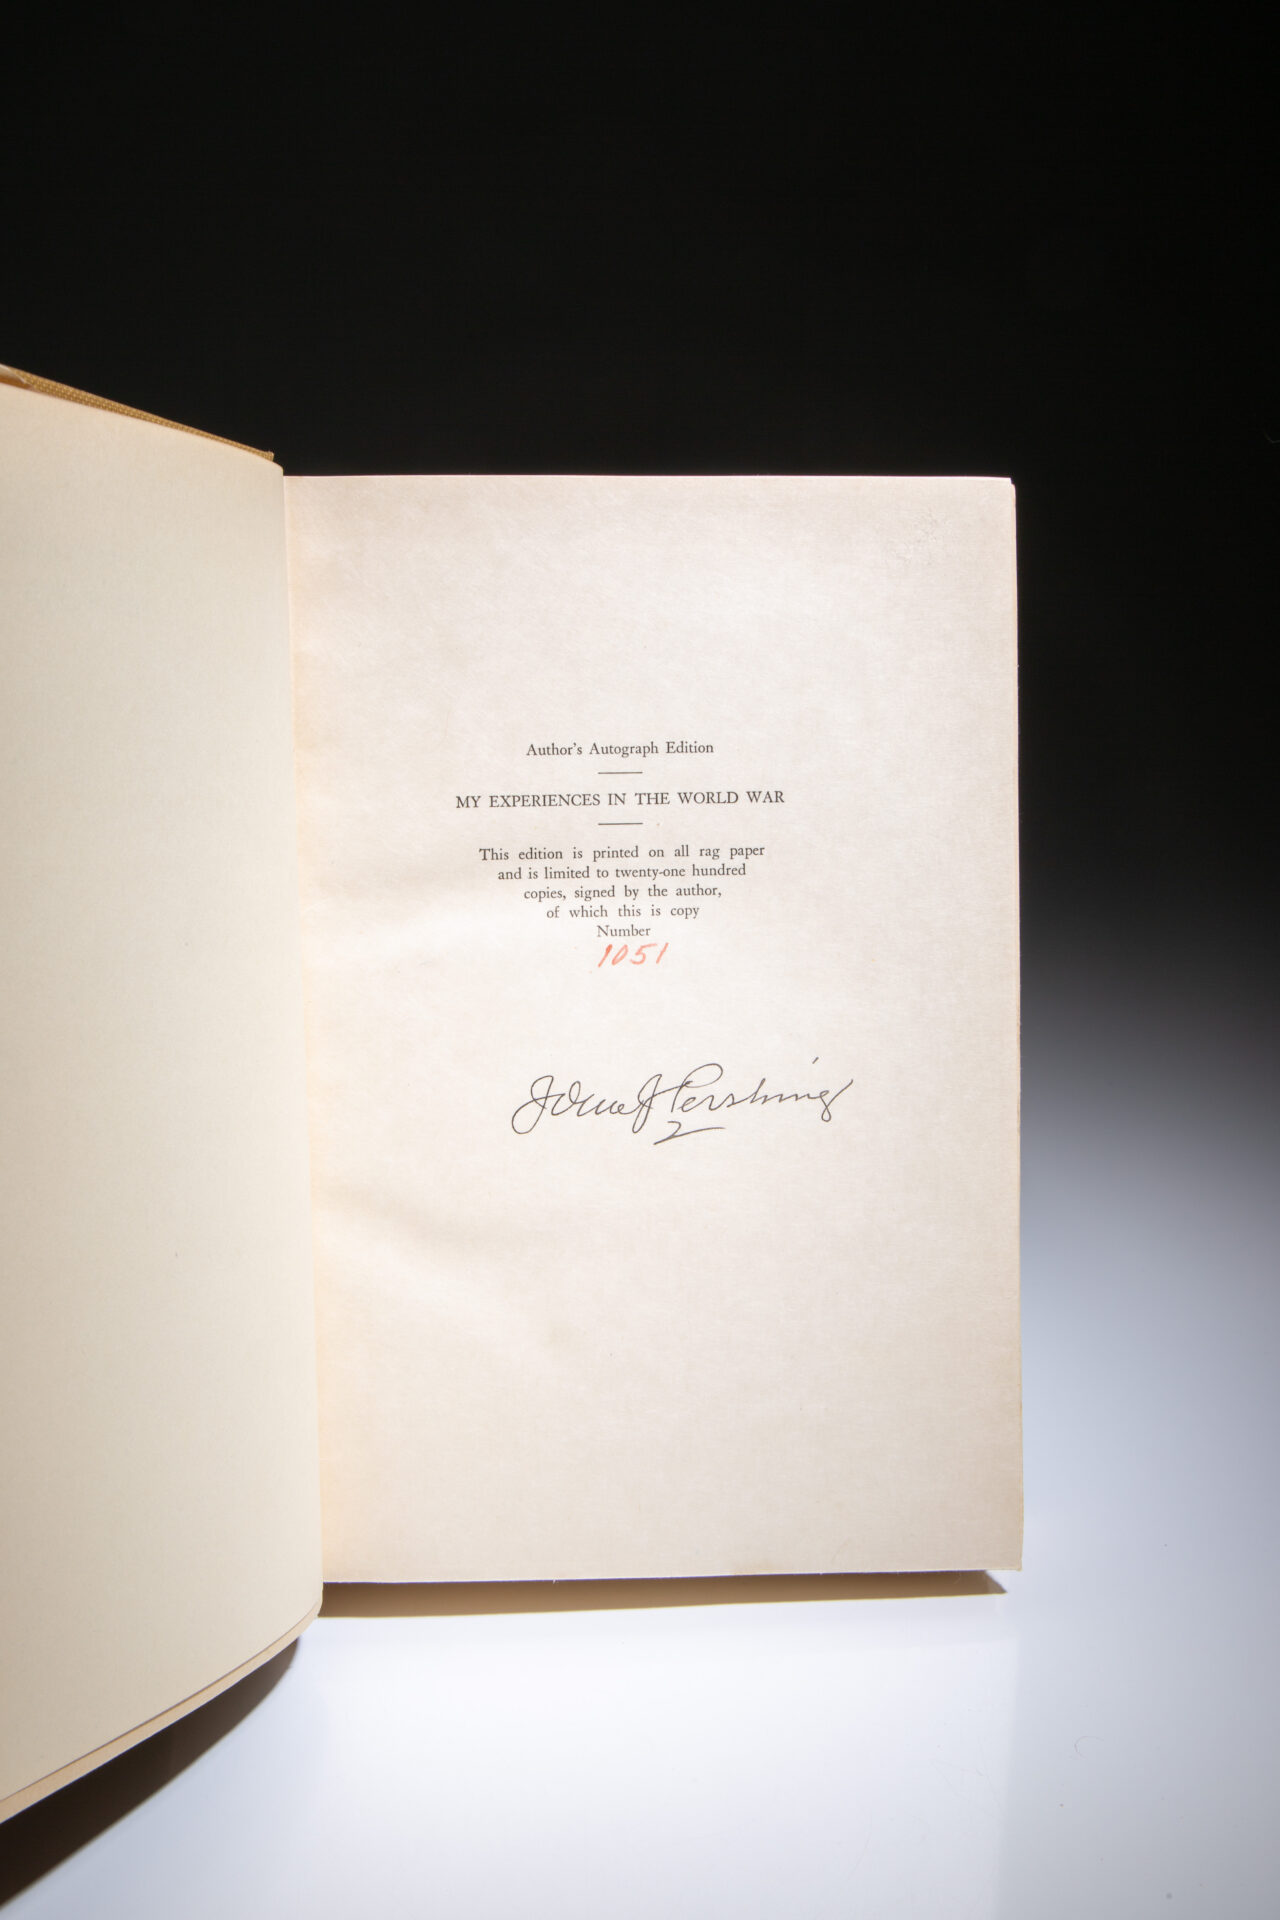 Author's Autograph Edition
MY EXPERIENCES IN THE WORLD WAR
This edition is printed on all rag paper
and is limited to twenty-one hundred
copies, signed by the author,
of which this is copy
Number
1051
John J Pershing